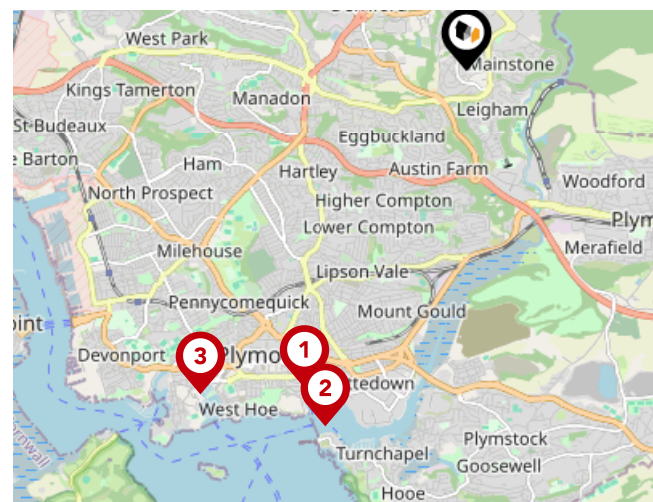 West Park
Mainstone
Kings Tamerton
Manadon
Leigham
St Budeaux
Eggbuckland
e Barton
Ham
Hartley
Austin Farm
Woodford
North Prospect
Higher Compton
Plym
Lower Compton
Milehouse
Merafield
Lipson Vale
Pennycomequick
Mount Gould
oint
Devonport
3
Plymo
1
2
ttedown
West Hoe
Plymstock
Turnchapel
Goosewell
Hooe
rnwall